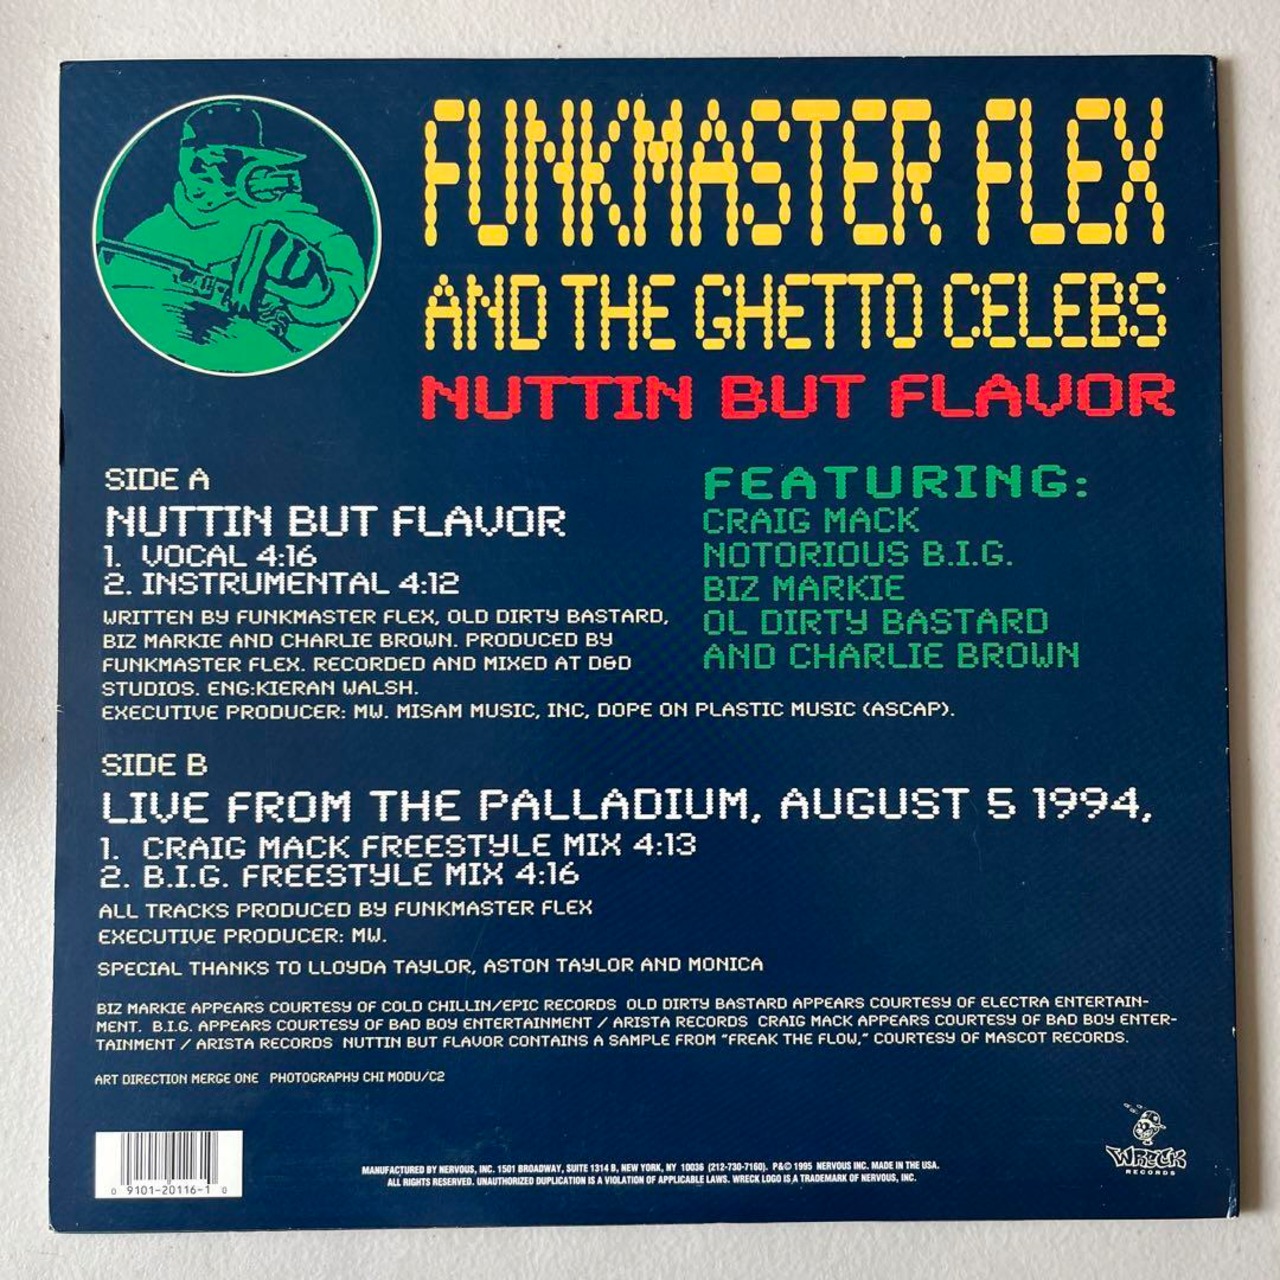 FUNKMASTER FLEX
AND THE GHETTO CELEBS
NUTTIN BUT FLAVOR
SIDE A
NUTTIN BUT FLAVOR
1. VOCAL 4:16
2. INSTRUMENTAL 4:12
WRITTEN BY FUNKMASTER FLEX, OLD DIRTY BASTARD,
BIZ MARKIE AND CHARLIE BROWN. PRODUCED BY
FUNKMASTER FLEX. RECORDED AND MIXED AT D&D
STUDIOS. ENG:KIERAN WALSH.
EXECUTIVE PRODUCER: MW. MISAM MUSIC, INC, DOPE ON PLASTIC MUSIC (ASCAP).
FEATURING:
CRAIG MACK
NOTORIOUS B.I.G.
BIZ MARKIE
OL DIRTY BASTARD
AND CHARLIE BROWN
SIDE B
LIVE FROM THE PALLADIUM, AUGUST 5 1994,
1. CRAIG MACK FREESTYLE MIX 4:13
2. B.I.G. FREESTYLE MIX 4:16
ALL TRACKS PRODUCED BY FUNKMASTER FLEX
EXECUTIVE PRODUCER: MW.
SPECIAL THANKS TO LLOYDA TAYLOR, ASTON TAYLOR AND MONICA
BIZ MARKIE APPEARS COURTESY OF COLD CHILLIN/EPIC RECORDS OLD DIRTY BASTARD APPEARS COURTESY OF ELECTRA ENTERTAIN-
MENT. B.I.G. APPEARS COURTESY OF BAD BOY ENTERTAINMENT / ARISTA RECORDS CRAIG MACK APPEARS COURTESY OF BAD BOY ENTER-
TAINMENT / ARISTA RECORDS NUTTIN BUT FLAVOR CONTAINS A SAMPLE FROM "FREAK THE FLOW," COURTESY OF MASCOT RECORDS.
ART DIRECTION MERGE ONE PHOTOGRAPHY CHI MODU/C2
0 9101-20116-1 0
MANUFACTURED BY NERVOUS, INC. 1501 BROADWAY, SUITE 1314 B, NEW YORK, NY 10036 (212-730-7160). P&© 1995 NERVOUS INC. MADE IN THE USA.
ALL RIGHTS RESERVED. UNAUTHORIZED DUPLICATION IS A VIOLATION OF APPLICABLE LAWS. WRECK LOGO IS A TRADEMARK OF NERVOUS, INC.
WRECK
RECORDS